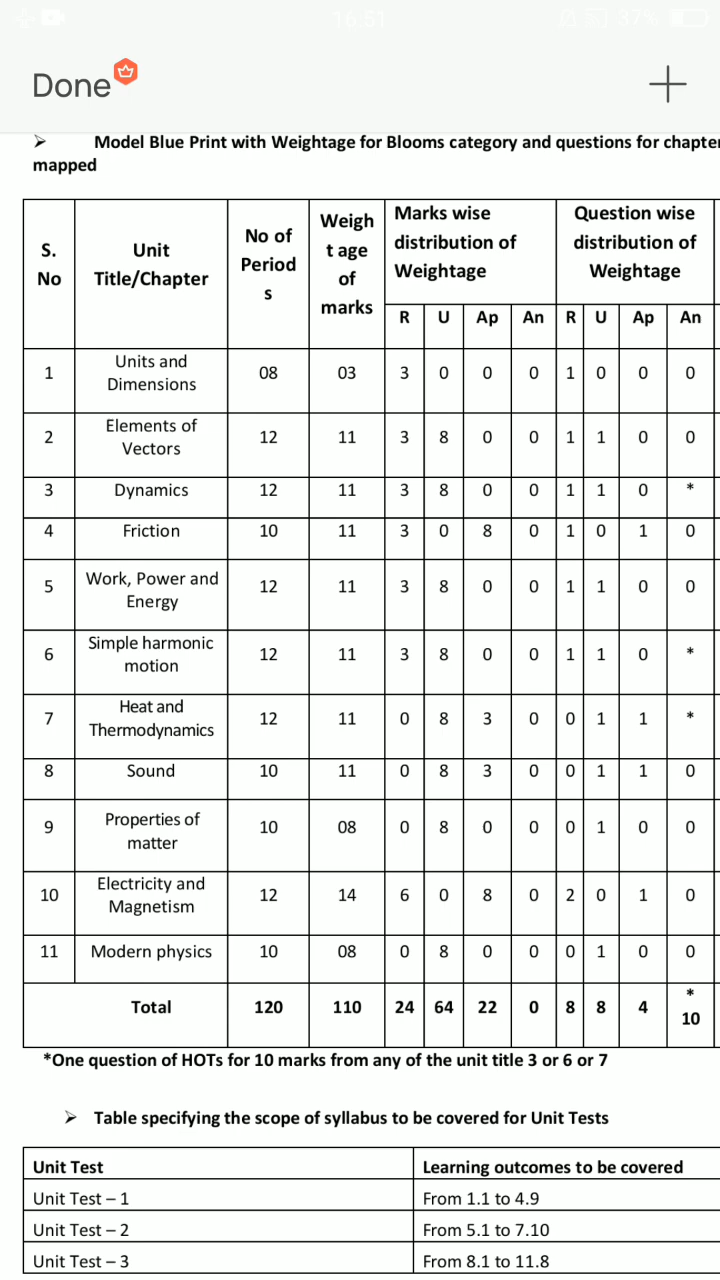 16:51
37%
Done
➢ Model Blue Print with Weightage for Blooms category and questions for chapter
mapped
S. No | Unit Title/Chapter | No of Period s | Weigh t age of marks | Marks wise distribution of Weightage | Question wise distribution of Weightage
R U Ap An R U Ap An
1 Units and Dimensions 08 03 3 0 0 0 1 0 0 0
2 Elements of Vectors 12 11 3 8 0 0 1 1 0 0
3 Dynamics 12 11 3 8 0 0 1 1 0 *
4 Friction 10 11 3 0 8 0 1 0 1 0
5 Work, Power and Energy 12 11 3 8 0 0 1 1 0 0
6 Simple harmonic motion 12 11 3 8 0 0 1 1 0 *
7 Heat and Thermodynamics 12 11 0 8 3 0 0 1 1 *
8 Sound 10 11 0 8 3 0 0 1 1 0
9 Properties of matter 10 08 0 8 0 0 0 1 0 0
10 Electricity and Magnetism 12 14 6 0 8 0 2 0 1 0
11 Modern physics 10 08 0 8 0 0 0 1 0 0
Total 120 110 24 64 22 0 8 8 4 * 10
*One question of HOTs for 10 marks from any of the unit title 3 or 6 or 7
➢ Table specifying the scope of syllabus to be covered for Unit Tests
Unit Test Learning outcomes to be covered
Unit Test – 1 From 1.1 to 4.9
Unit Test – 2 From 5.1 to 7.10
Unit Test – 3 From 8.1 to 11.8